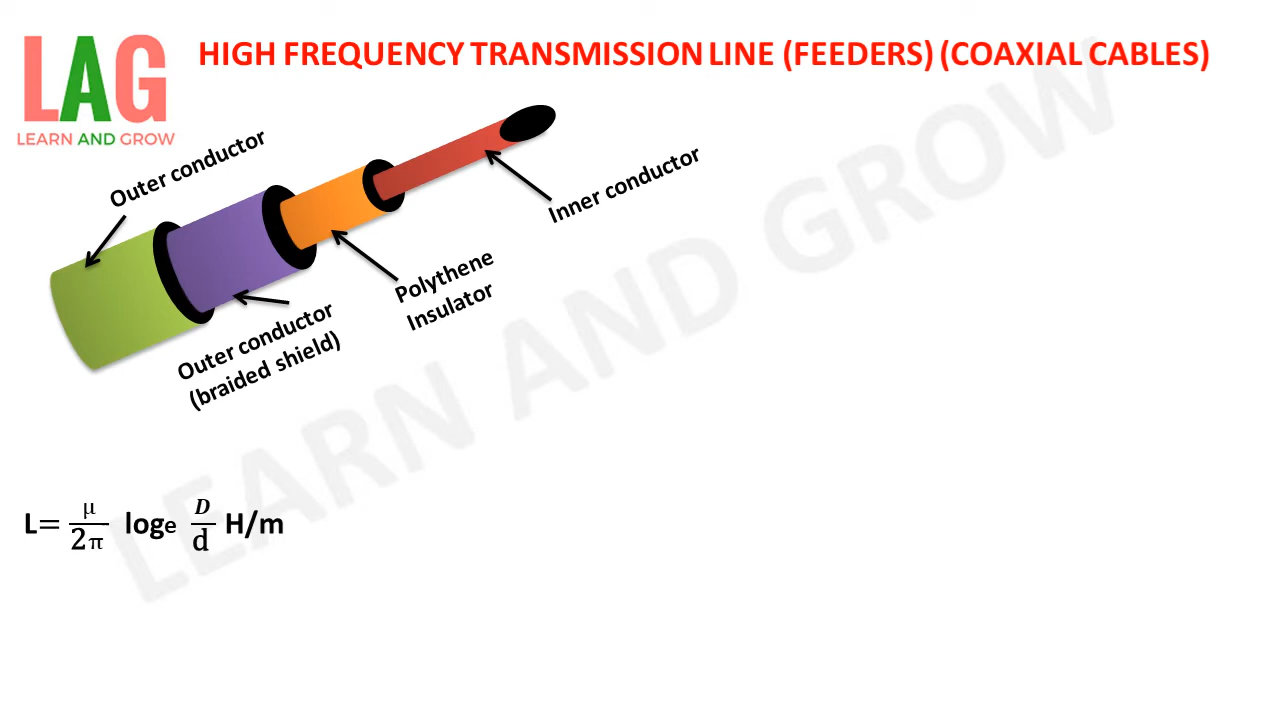 LAG
LEARN AND GROW
HIGH FREQUENCY TRANSMISSION LINE (FEEDERS) (COAXIAL CABLES)
Outer conductor
Inner conductor
Polythene
Insulator
Outer conductor
(braided shield)
LEARN AND GROW
L= μ/2π loge D/d H/m